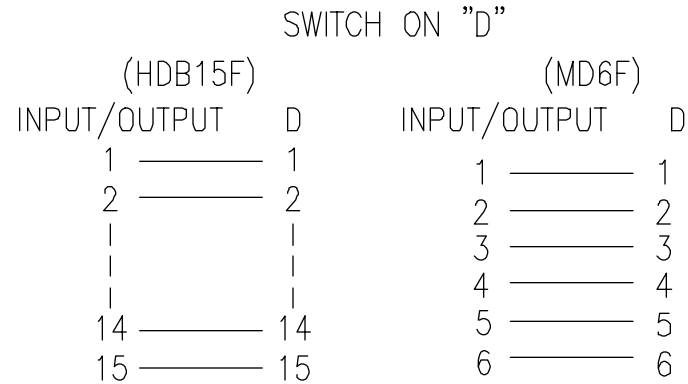 SWITCH ON "D"
(HDB15F)
INPUT/OUTPUT D
1 1
2 2
14 14
15 15
(MD6F)
INPUT/OUTPUT D
1 1
2 2
3 3
4 4
5 5
6 6